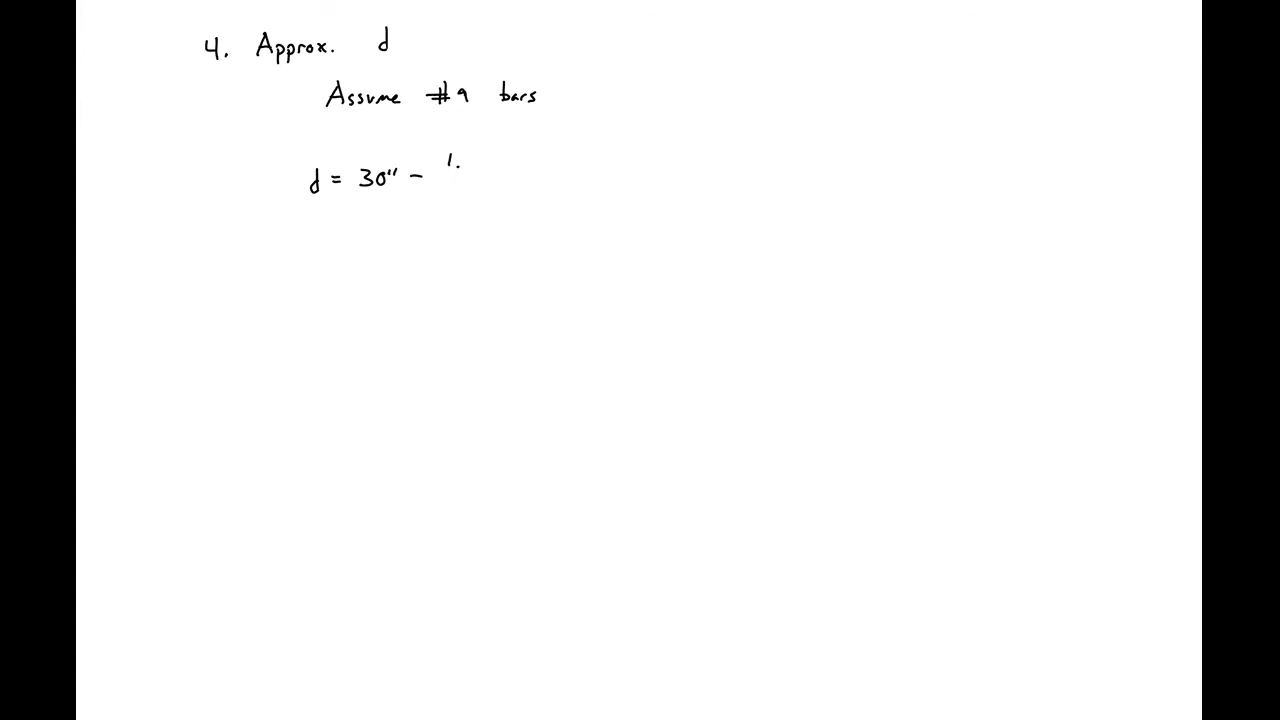 4. Approx. d
Assume #9 bars
d = 30" - 1.